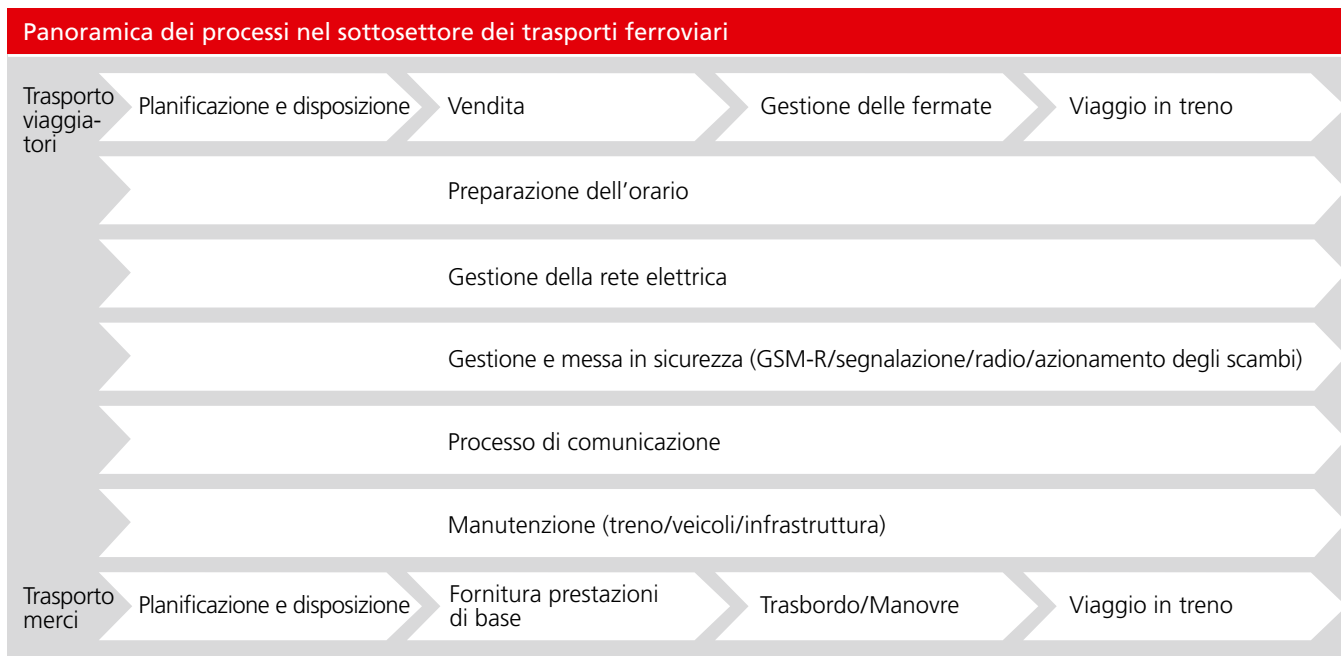 Panoramica dei processi nel sottosettore dei trasporti ferroviari
Trasporto
viaggia-
tori
Planificazione e disposizione
Vendita
Gestione delle fermate
Viaggio in treno
Preparazione dell’orario
Gestione della rete elettrica
Gestione e messa in sicurezza (GSM-R/segnalazione/radio/azionamento degli scambi)
Processo di comunicazione
Manutenzione (treno/veicoli/infrastruttura)
Trasporto
merci
Planificazione e disposizione
Fornitura prestazioni
di base
Trasbordo/Manovre
Viaggio in treno